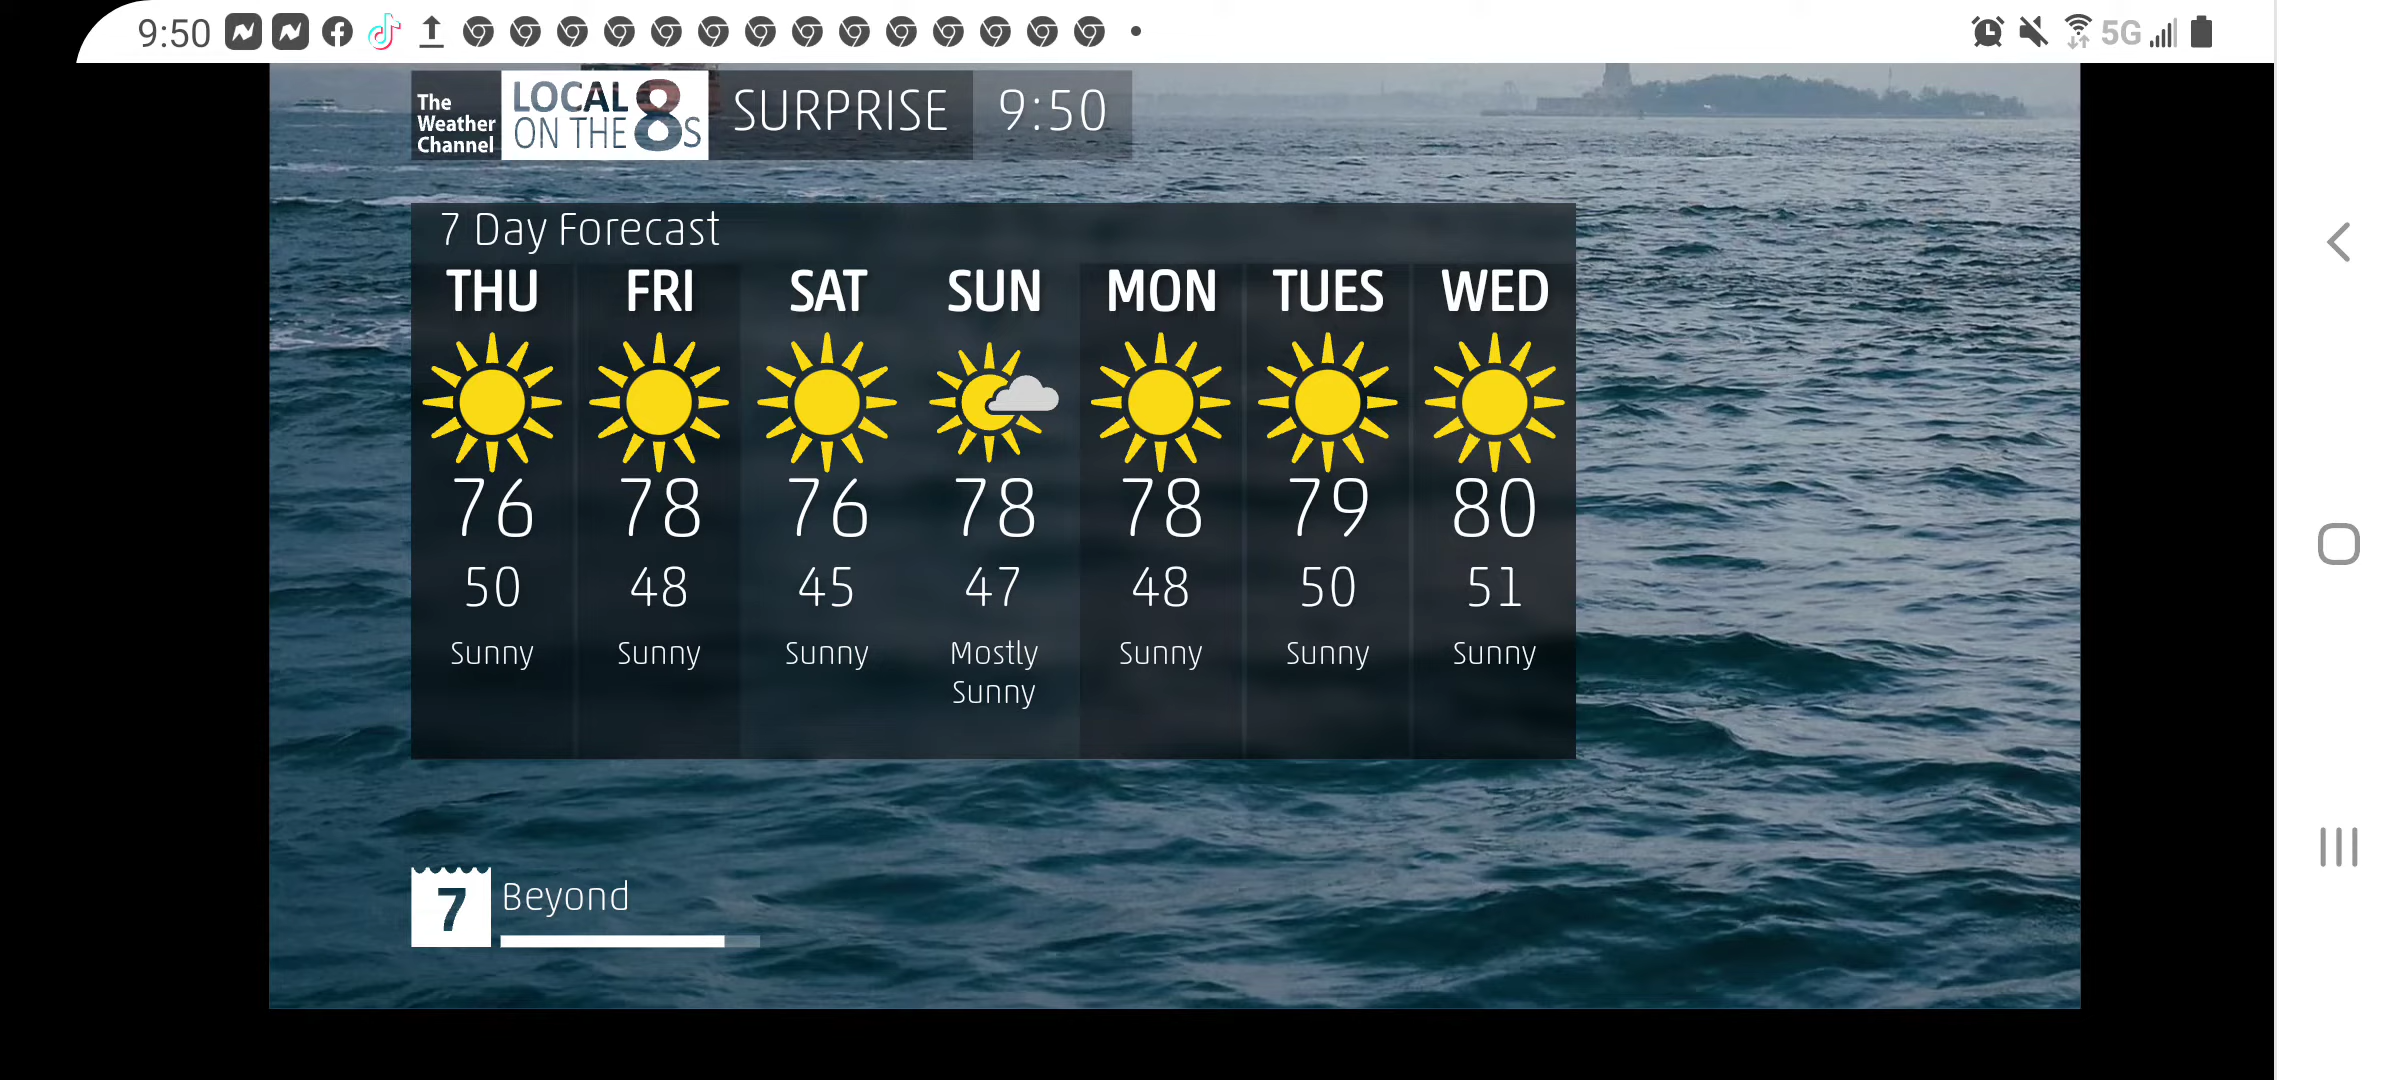 9:50
5G
The
Weather
Channel
LOCAL
ON THE 8s
SURPRISE 9:50
7 Day Forecast
THU FRI SAT SUN MON TUES WED
76 78 76 78 78 79 80
50 48 45 47 48 50 51
Sunny Sunny Sunny Mostly Sunny Sunny Sunny Sunny
7 Beyond